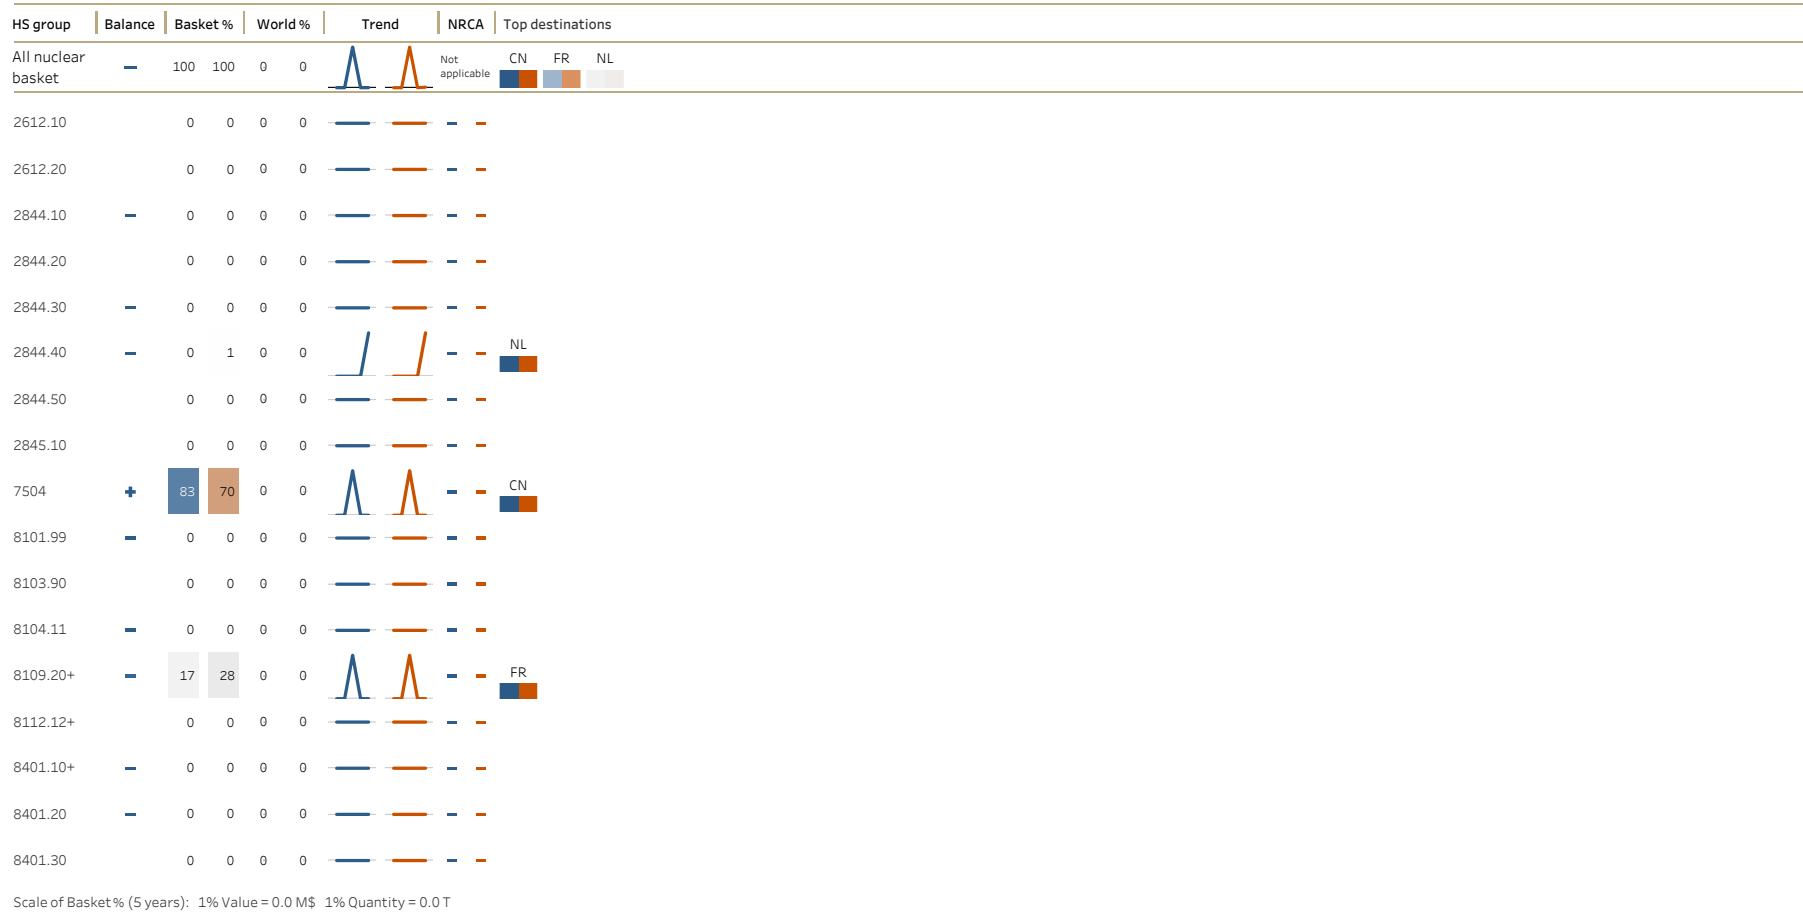 HS group Balance Basket % World % Trend NRCA Top destinations
All nuclear basket 100 100 0 0 Not applicable CN FR NL
2612.10 0 0 0 0
2612.20 0 0 0 0
2844.10 0 0 0 0
2844.20 0 0 0 0
2844.30 0 0 0 0
2844.40 0 1 0 0 NL
2844.50 0 0 0 0
2845.10 0 0 0 0
7504 83 70 0 0 CN
8101.99 0 0 0 0
8103.90 0 0 0 0
8104.11 0 0 0 0
8109.20+ 17 28 0 0 FR
8112.12+ 0 0 0 0
8401.10+ 0 0 0 0
8401.20 0 0 0 0
8401.30 0 0 0 0
Scale of Basket% (5 years): 1% Value = 0.0 M$ 1% Quantity = 0.0 T